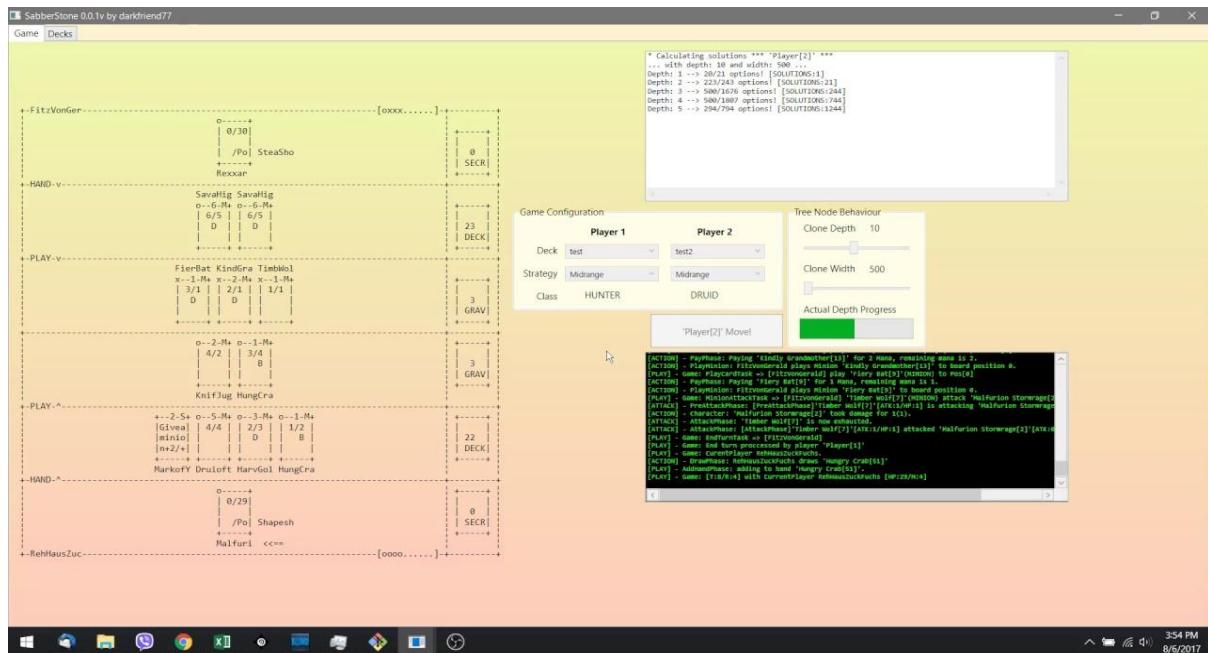 SabberStone 0.0.1v by darkfriend77
Game Decks
+-FitzVonGer------------------------------------------------------[oxxx......]-+---------+
o-----+
| 0/30|
| /Po| SteaSho
+-----+
Rexxar
0
SECR|
+-HAND-v
SavaHig SavaHig
o--6-M+ o--6-M+
| 6/5 | | 6/5 |
| D | | D |
23
| DECK|
+-PLAY-v
FierBat KindGra TimbWol
x--1-M+ x--2-M+ x--1-M+
| 3/1 | | 2/1 | | 1/1 |
| D | | D | | |
3
| GRAV|
o--2-M+ o--1-M+
| 4/2 | | 3/4 |
| | | B |
3
| GRAV|
KnifJug HungCra
+-PLAY-^
+--2-S+ o--5-M+ o--3-M+ o--1-M+
|Givea| | 4/4 | | 2/3 | | 1/2 |
|minio| | | | D | | B |
|n+2/+|
22
| DECK|
MarkofY Druloft HarvGol HungCra
+-HAND-^
o-----+
| 0/29|
| /Po| Shapesh
+-----+
Malfuri <<==
0
| SECR|
+-RehHausZuc------------------------------------------------------[oooo......]-+---------+
* Calculating solutions *** 'Player[2]' ***
... with depth: 10 and width: 500 ...
Depth: 1 --> 20/21 options! [SOLUTIONS:1]
Depth: 2 --> 223/243 options! [SOLUTIONS:21]
Depth: 3 --> 500/1676 options! [SOLUTIONS:244]
Depth: 4 --> 500/1807 options! [SOLUTIONS:744]
Depth: 5 --> 294/794 options! [SOLUTIONS:1244]
Game Configuration
Player 1 Player 2
Deck test test2
Strategy Midrange Midrange
Class HUNTER DRUID
'Player[2]' Move!
Tree Node Behaviour
Clone Depth 10
Clone Width 500
Actual Depth Progress
[ACTION] - PayPhase: Paying 'Kindly Grandmother[13]' for 2 Mana, remaining mana is 2.
[ACTION] - PlayMinion: FitzVonGerald plays Minion 'Kindly Grandmother[13]' to board position 0.
[PLAY] - Game: PlayCardTask => [FitzVonGerald] play 'Fiery Bat[9]'(MINION) to Pos[0]
[ACTION] - PayPhase: Paying 'Fiery Bat[9]' for 1 Mana, remaining mana is 1.
[ACTION] - PlayMinion: FitzVonGerald plays Minion 'Fiery Bat[9]' to board position 0.
[PLAY] - Game: MinionAttackTask => [FitzVonGerald] 'Timber Wolf[7]'(MINION) attack 'Malfurion Stormrage[2
[ATTACK] - PreAttackPhase: [PreAttackPhase]'Timber Wolf[7]'[ATK:1/HP:1] is attacking 'Malfurion Stormrage
[ACTION] - Character: 'Malfurion Stormrage[2]' took damage for 1(1).
[ATTACK] - AttackPhase: 'Timber Wolf[7]' is now exhausted.
[ATTACK] - AttackPhase: [AttackPhase]'Timber Wolf[7]'[ATK:1/HP:1] attacked 'Malfurion Stormrage[2]'[ATK:0
[PLAY] - Game: EndTurnTask => [FitzVonGerald]
[PLAY] - Game: End turn proccessed by player 'Player[1]'
[PLAY] - Game: CurentPlayer RehHausZuckFuchs.
[ACTION] - DrawPhase: RehHausZuckFuchs draws 'Hungry Crab[51]'
[PLAY] - AddHandPhase: adding to hand 'Hungry Crab[51]'.
[PLAY] - Game: [T:8/R:4] with CurrentPlayer RehHausZuckFuchs [HP:29/M:4]
3:54 PM
8/6/2017